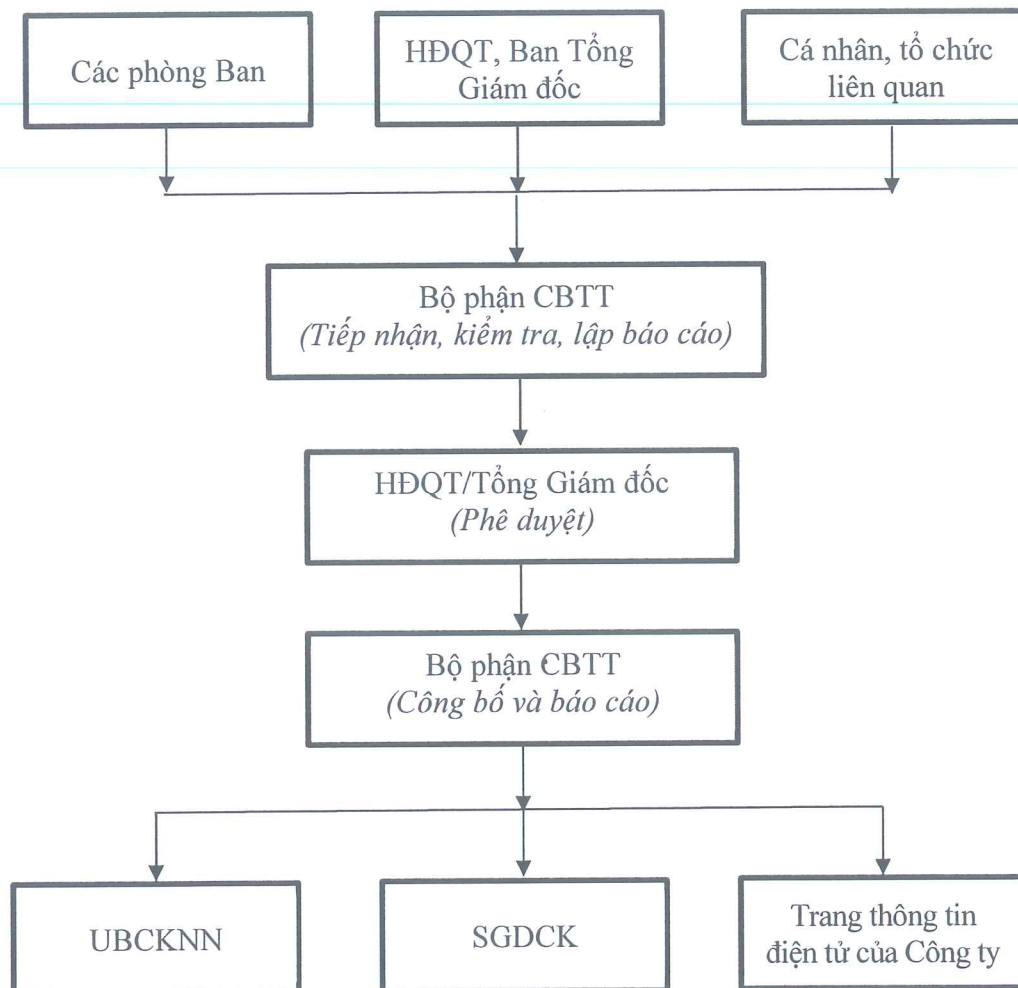 Các phòng Ban
HĐQT, Ban Tổng
Giám đốc
Cá nhân, tổ chức
liên quan
Bộ phận CBTT
(Tiếp nhận, kiểm tra, lập báo cáo)
HĐQT/Tổng Giám đốc
(Phê duyệt)
Bộ phận CBTT
(Công bố và báo cáo)
UBCKNN
SGDCK
Trang thông tin
điện tử của Công ty